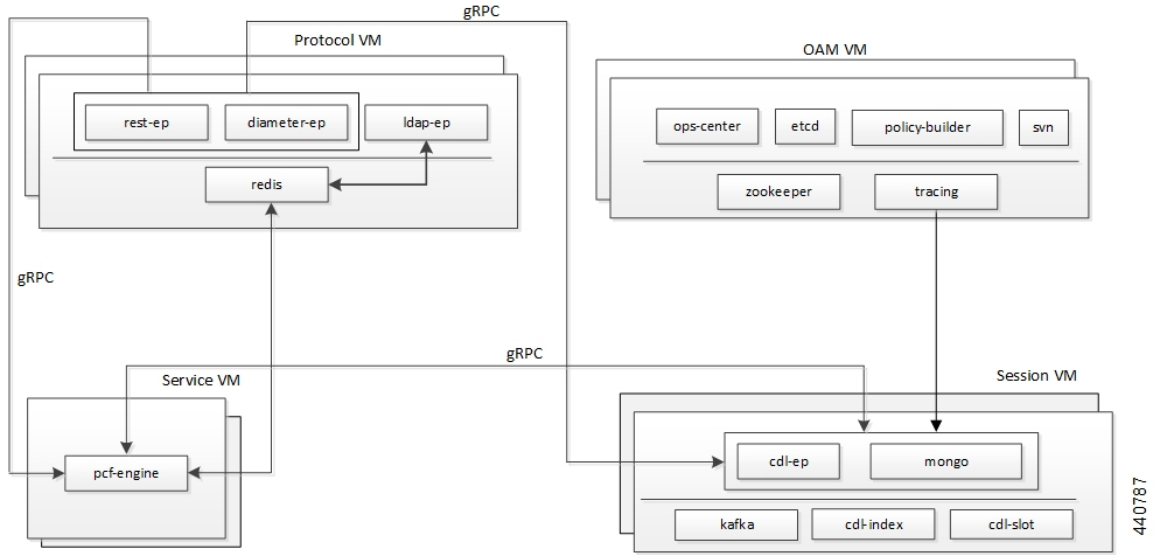 gRPC
Protocol VM
OAM VM
rest-ep
diameter-ep
ldap-ep
redis
ops-center
etcd
policy-builder
svn
zookeeper
tracing
gRPC
gRPC
Service VM
pcf-engine
Session VM
cdl-ep
mongo
kafka
cdl-index
cdl-slot
440787